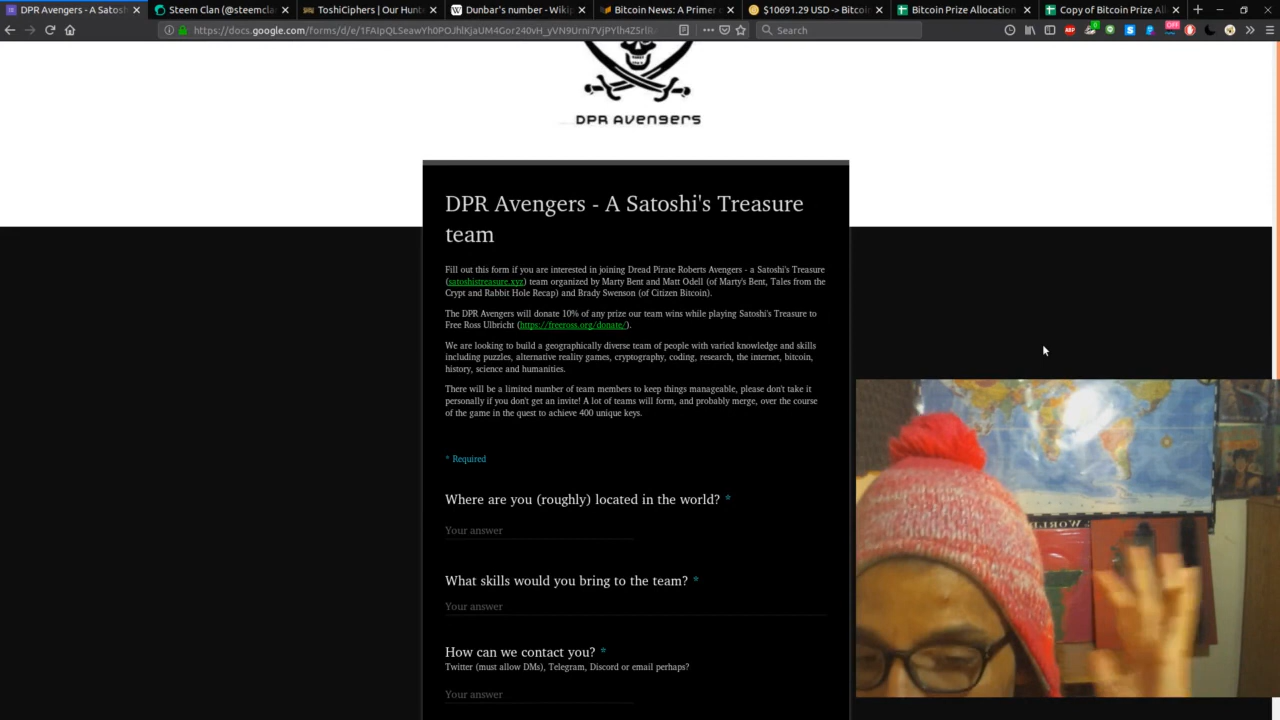 DPR Avengers - A Satosh
Steem Clan (@steemcla
ToshiCiphers | Our Hunt
Dunbar's number - Wikip
Bitcoin News: A Primer o
$10691.29 USD -> Bitcoi
Bitcoin Prize Allocation
Copy of Bitcoin Prize All
Search
DPR AVENGERS
DPR Avengers - A Satoshi's Treasure
team
Fill out this form if you are interested in joining Dread Pirate Roberts Avengers - a Satoshi's Treasure
(satoshistreasure.xyz) team organized by Marty Bent and Matt Odell (of Marty's Bent, Tales from the
Crypt and Rabbit Hole Recap) and Brady Swenson (of Citizen Bitcoin).
The DPR Avengers will donate 10% of any prize our team wins while playing Satoshi's Treasure to
Free Ross Ulbricht (https://freeross.org/donate/).
We are looking to build a geographically diverse team of people with varied knowledge and skills
including puzzles, alternative reality games, cryptography, coding, research, the internet, bitcoin,
history, science and humanities.
There will be a limited number of team members to keep things manageable, please don't take it
personally if you don't get an invite! A lot of teams will form, and probably merge, over the course
of the game in the quest to achieve 400 unique keys.
* Required
Where are you (roughly) located in the world? *
Your answer
What skills would you bring to the team? *
Your answer
How can we contact you? *
Twitter (must allow DMs), Telegram, Discord or email perhaps?
Your answer